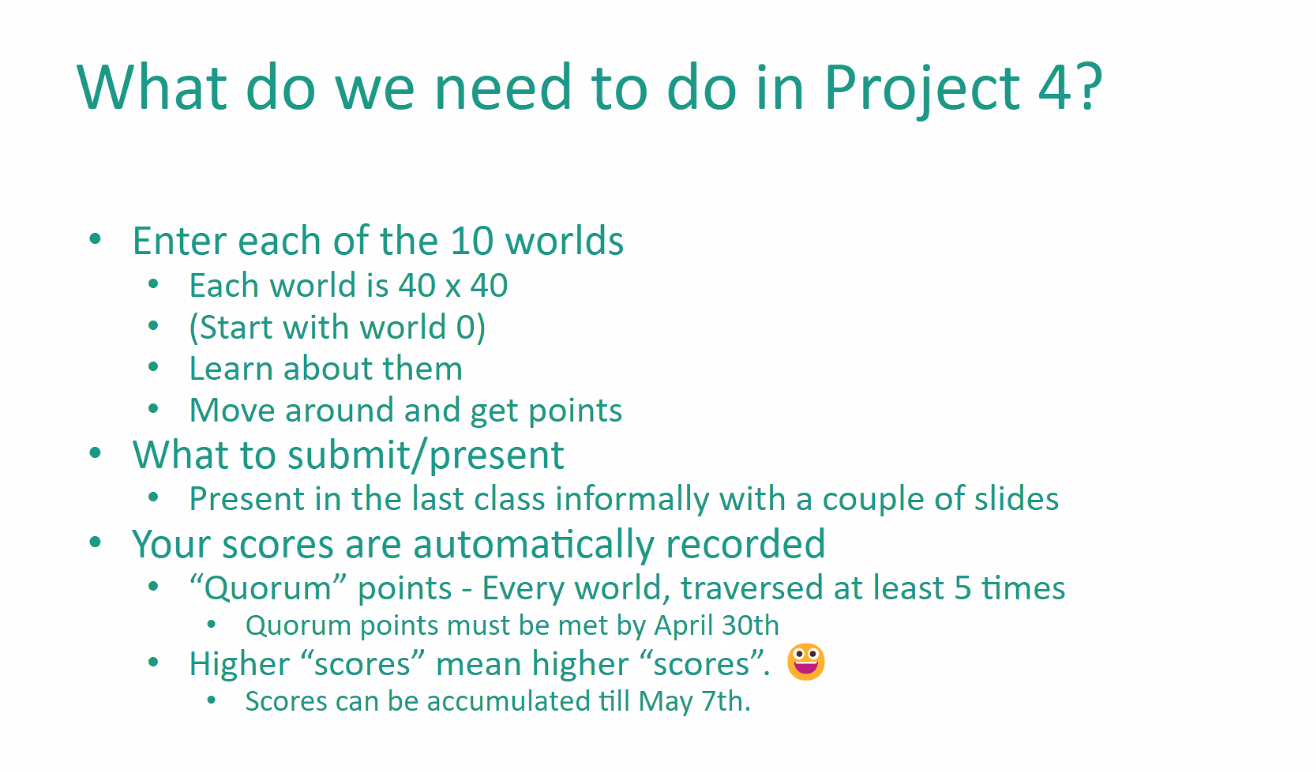 What do we need to do in Project 4?
• Enter each of the 10 worlds
• Each world is 40 x 40
• (Start with world 0)
• Learn about them
• Move around and get points
• What to submit/present
• Present in the last class informally with a couple of slides
• Your scores are automatically recorded
• “Quorum” points - Every world, traversed at least 5 times
• Quorum points must be met by April 30th
• Higher “scores” mean higher “scores”. 😀
• Scores can be accumulated till May 7th.